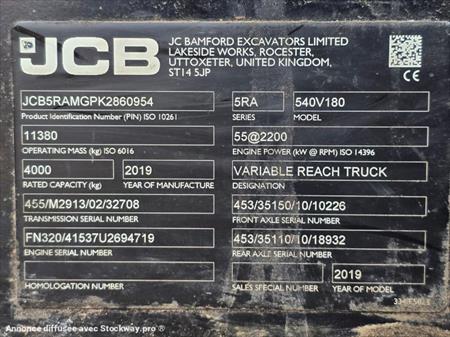 JCB
JC BAMFORD EXCAVATORS LIMITED
LAKESIDE WORKS, ROCESTER,
UTTOXETER, UNITED KINGDOM,
ST14 5JP
JCB5RAMGPK2860954
Product Identification Number (PIN) ISO 10261
5RA
SERIES
540V180
MODEL
11380
OPERATING MASS (kg) ISO 6016
55@2200
ENGINE POWER (kW @ RPM) ISO 14396
4000
RATED CAPACITY (kg)
2019
YEAR OF MANUFACTURE
VARIABLE REACH TRUCK
DESIGNATION
455/M2913/02/32708
TRANSMISSION SERIAL NUMBER
453/35150/10/10226
FRONT AXLE SERIAL NUMBER
FN320/41537U2694719
ENGINE SERIAL NUMBER
453/35110/10/18932
REAR AXLE SERIAL NUMBER
HOMOLOGATION NUMBER
SALES SPECIAL NUMBER
2019
YEAR OF MODEL
Annonce diffusée avec Stockway.pro ®